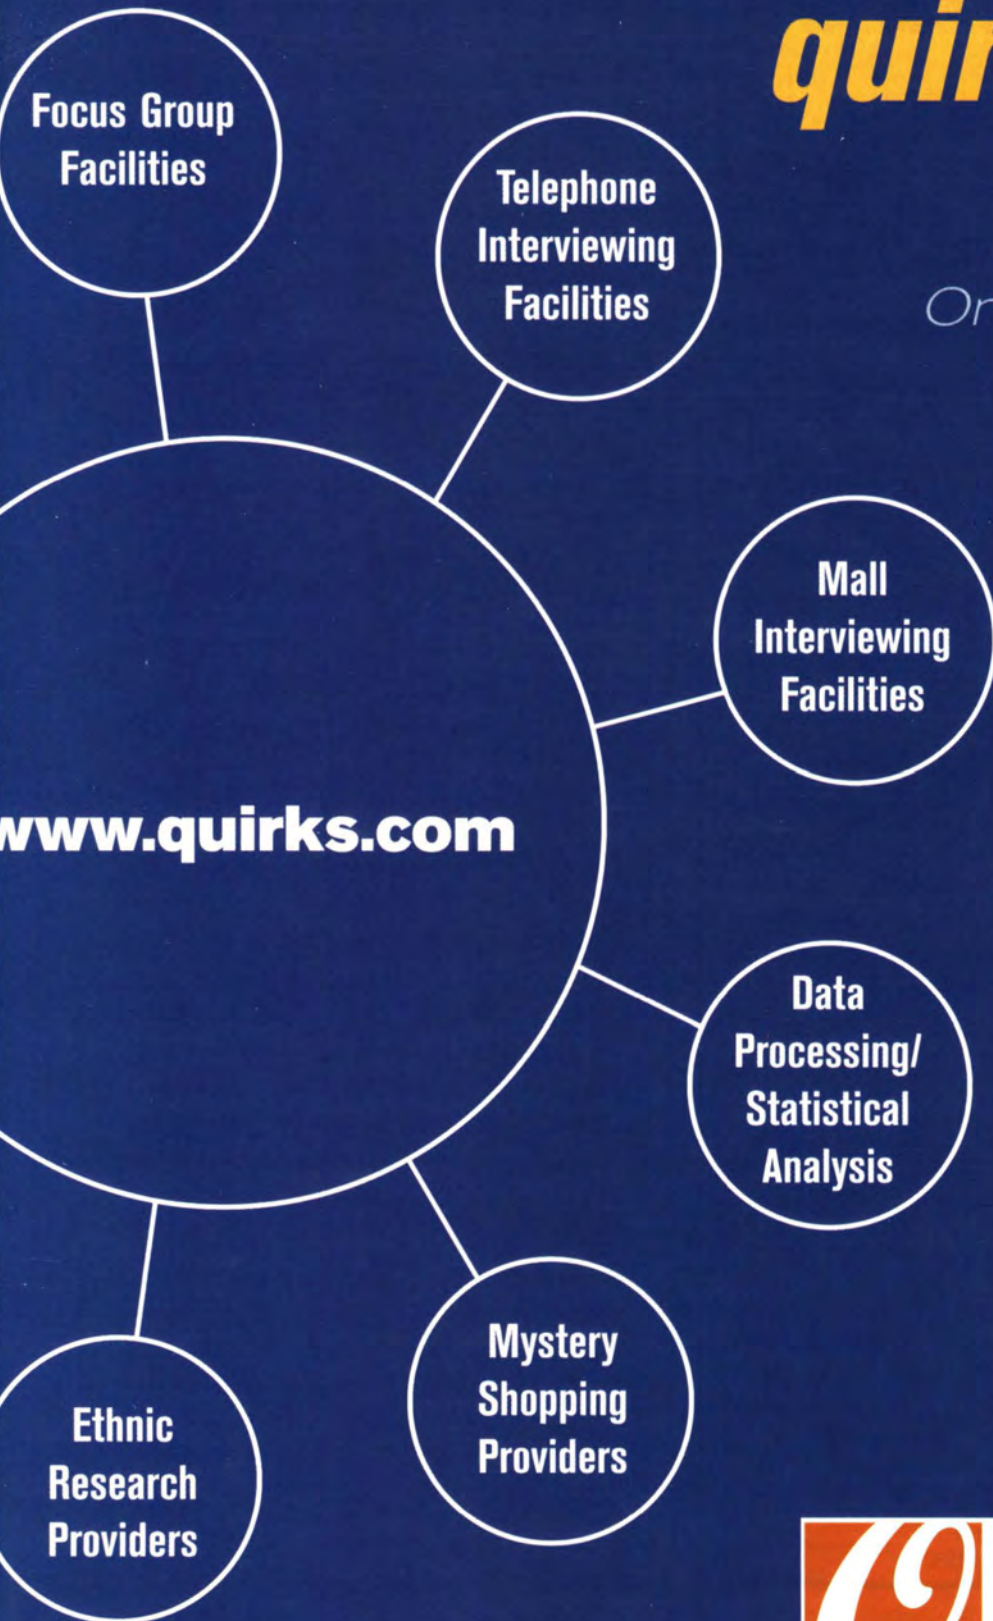 Focus Group
Facilities
Telephone
Interviewing
Facilities
Mall
Interviewing
Facilities
www.quirks.com
Data
Processing/
Statistical
Analysis
Mystery
Shopping
Providers
Ethnic
Research
Providers